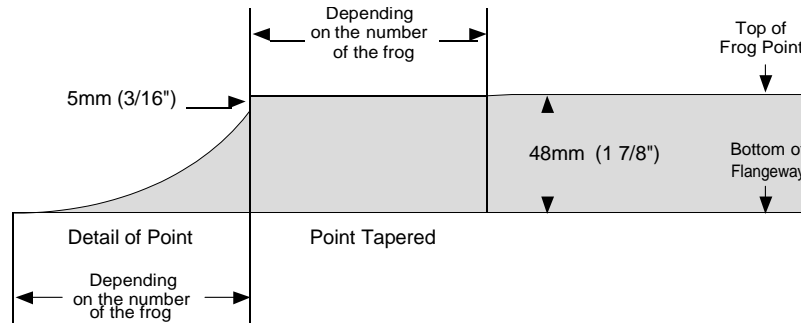 Depending
on the number
of the frog
Top of
Frog Point
5mm (3/16")
48mm (1 7/8")
Bottom of
Flangeway
Detail of Point
Point Tapered
Depending
on the number
of the frog